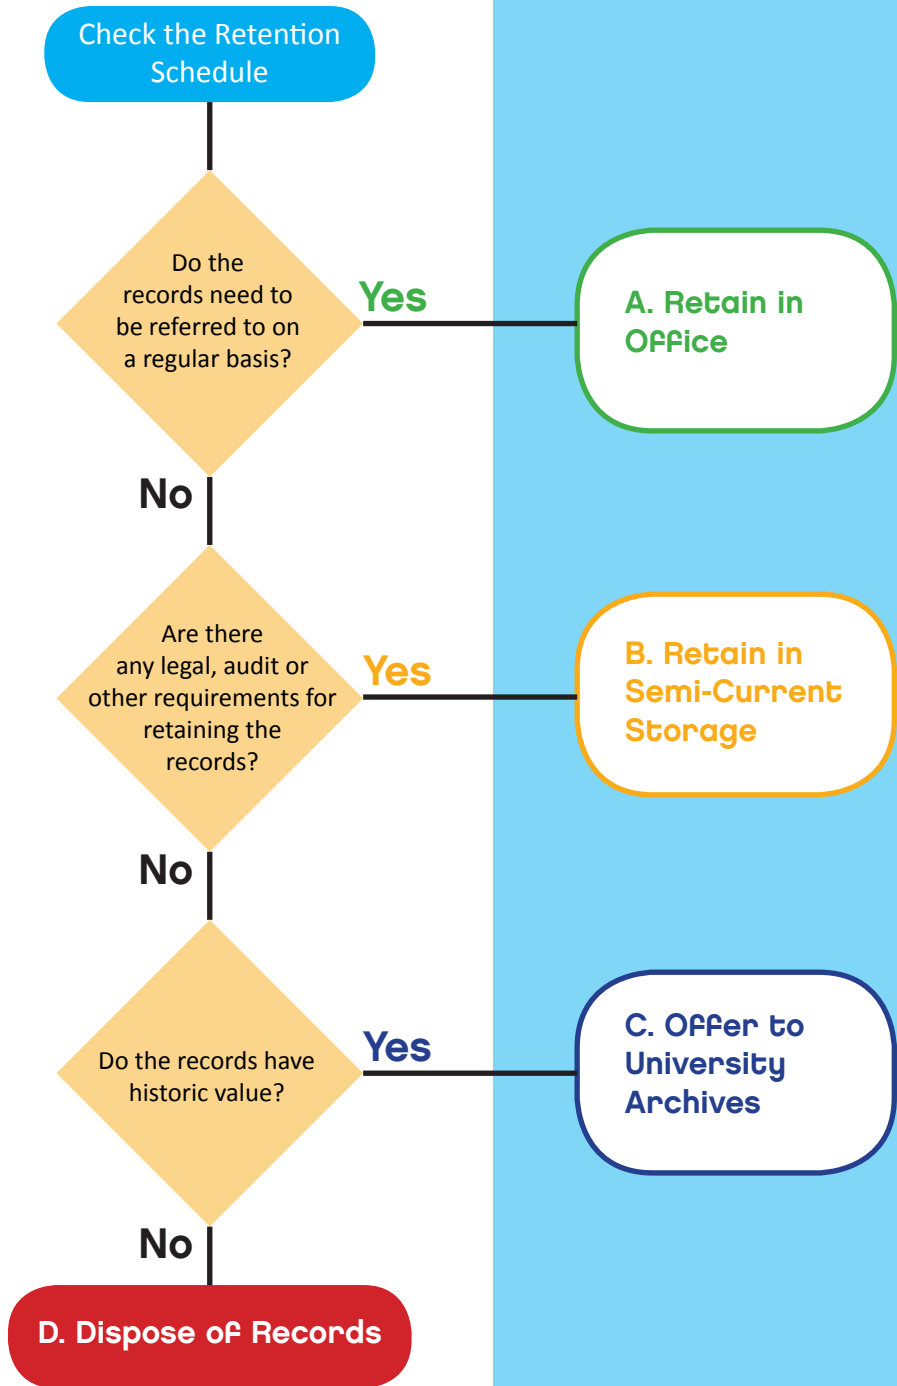 Check the Retention
Schedule
Do the
records need to
be referred to on
a regular basis?
Yes
A. Retain in
Office
No
Are there
any legal, audit or
other requirements for
retaining the
records?
Yes
B. Retain in
Semi-Current
Storage
No
Do the records have
historic value?
Yes
C. Offer to
University
Archives
No
D. Dispose of Records